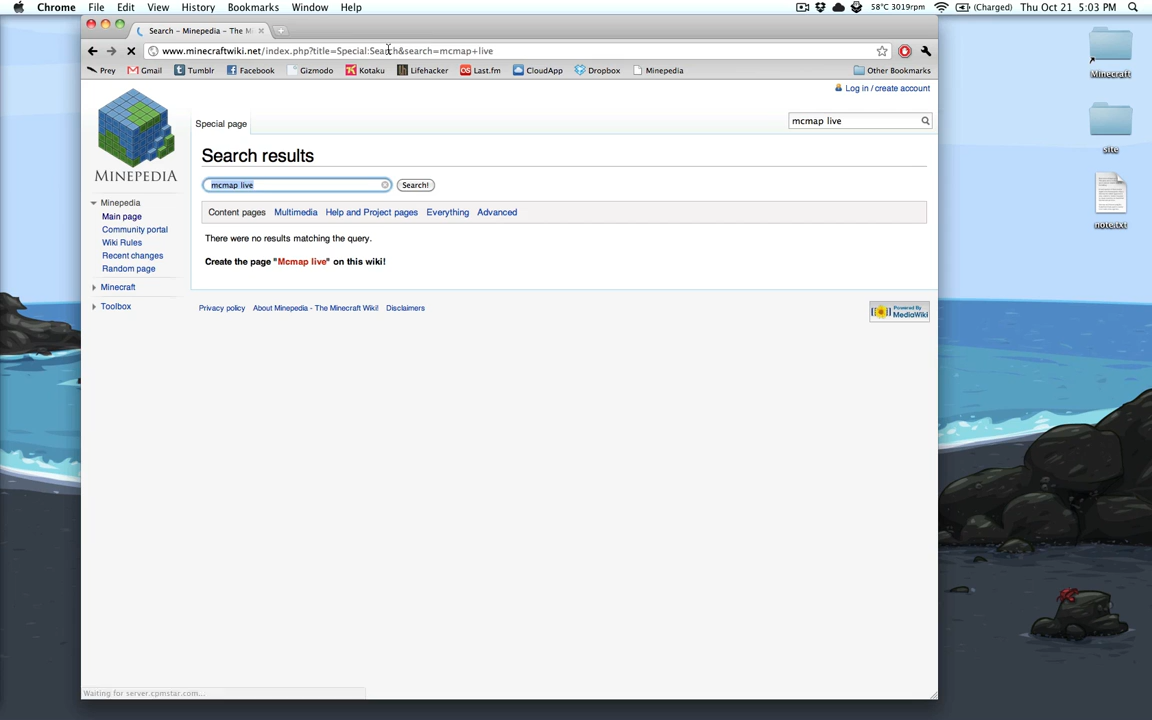 Chrome File Edit View History Bookmarks Window Help 58°C 3019rpm (Charged) Thu Oct 21 5:03 PM
Search – Minepedia – The M
www.minecraftwiki.net/index.php?title=Special:Search&search=mcmap+live
Prey Gmail Tumblr Facebook Gizmodo Kotaku Lifehacker Last.fm CloudApp Dropbox Minepedia Other Bookmarks
Minecraft
site
note.txt
Log in / create account
Special page
mcmap live
MINEPEDIA
Search results
mcmap live Search!
Content pages Multimedia Help and Project pages Everything Advanced
There were no results matching the query.
Create the page "Mcmap live" on this wiki!
Minepedia
Main page
Community portal
Wiki Rules
Recent changes
Random page
Minecraft
Toolbox
Privacy policy About Minepedia - The Minecraft Wiki! Disclaimers
Powered By
MediaWiki
Waiting for server.cpmstar.com...